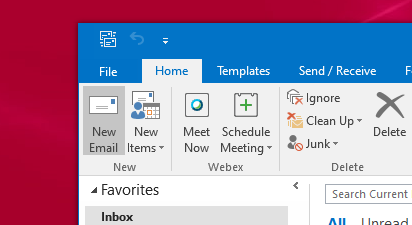 File Home Templates Send / Receive
New Email
New Items
Meet Now
Schedule Meeting
Ignore
Clean Up
Junk
Delete
New Webex Delete
Favorites
Inbox
Search Current
All Unread